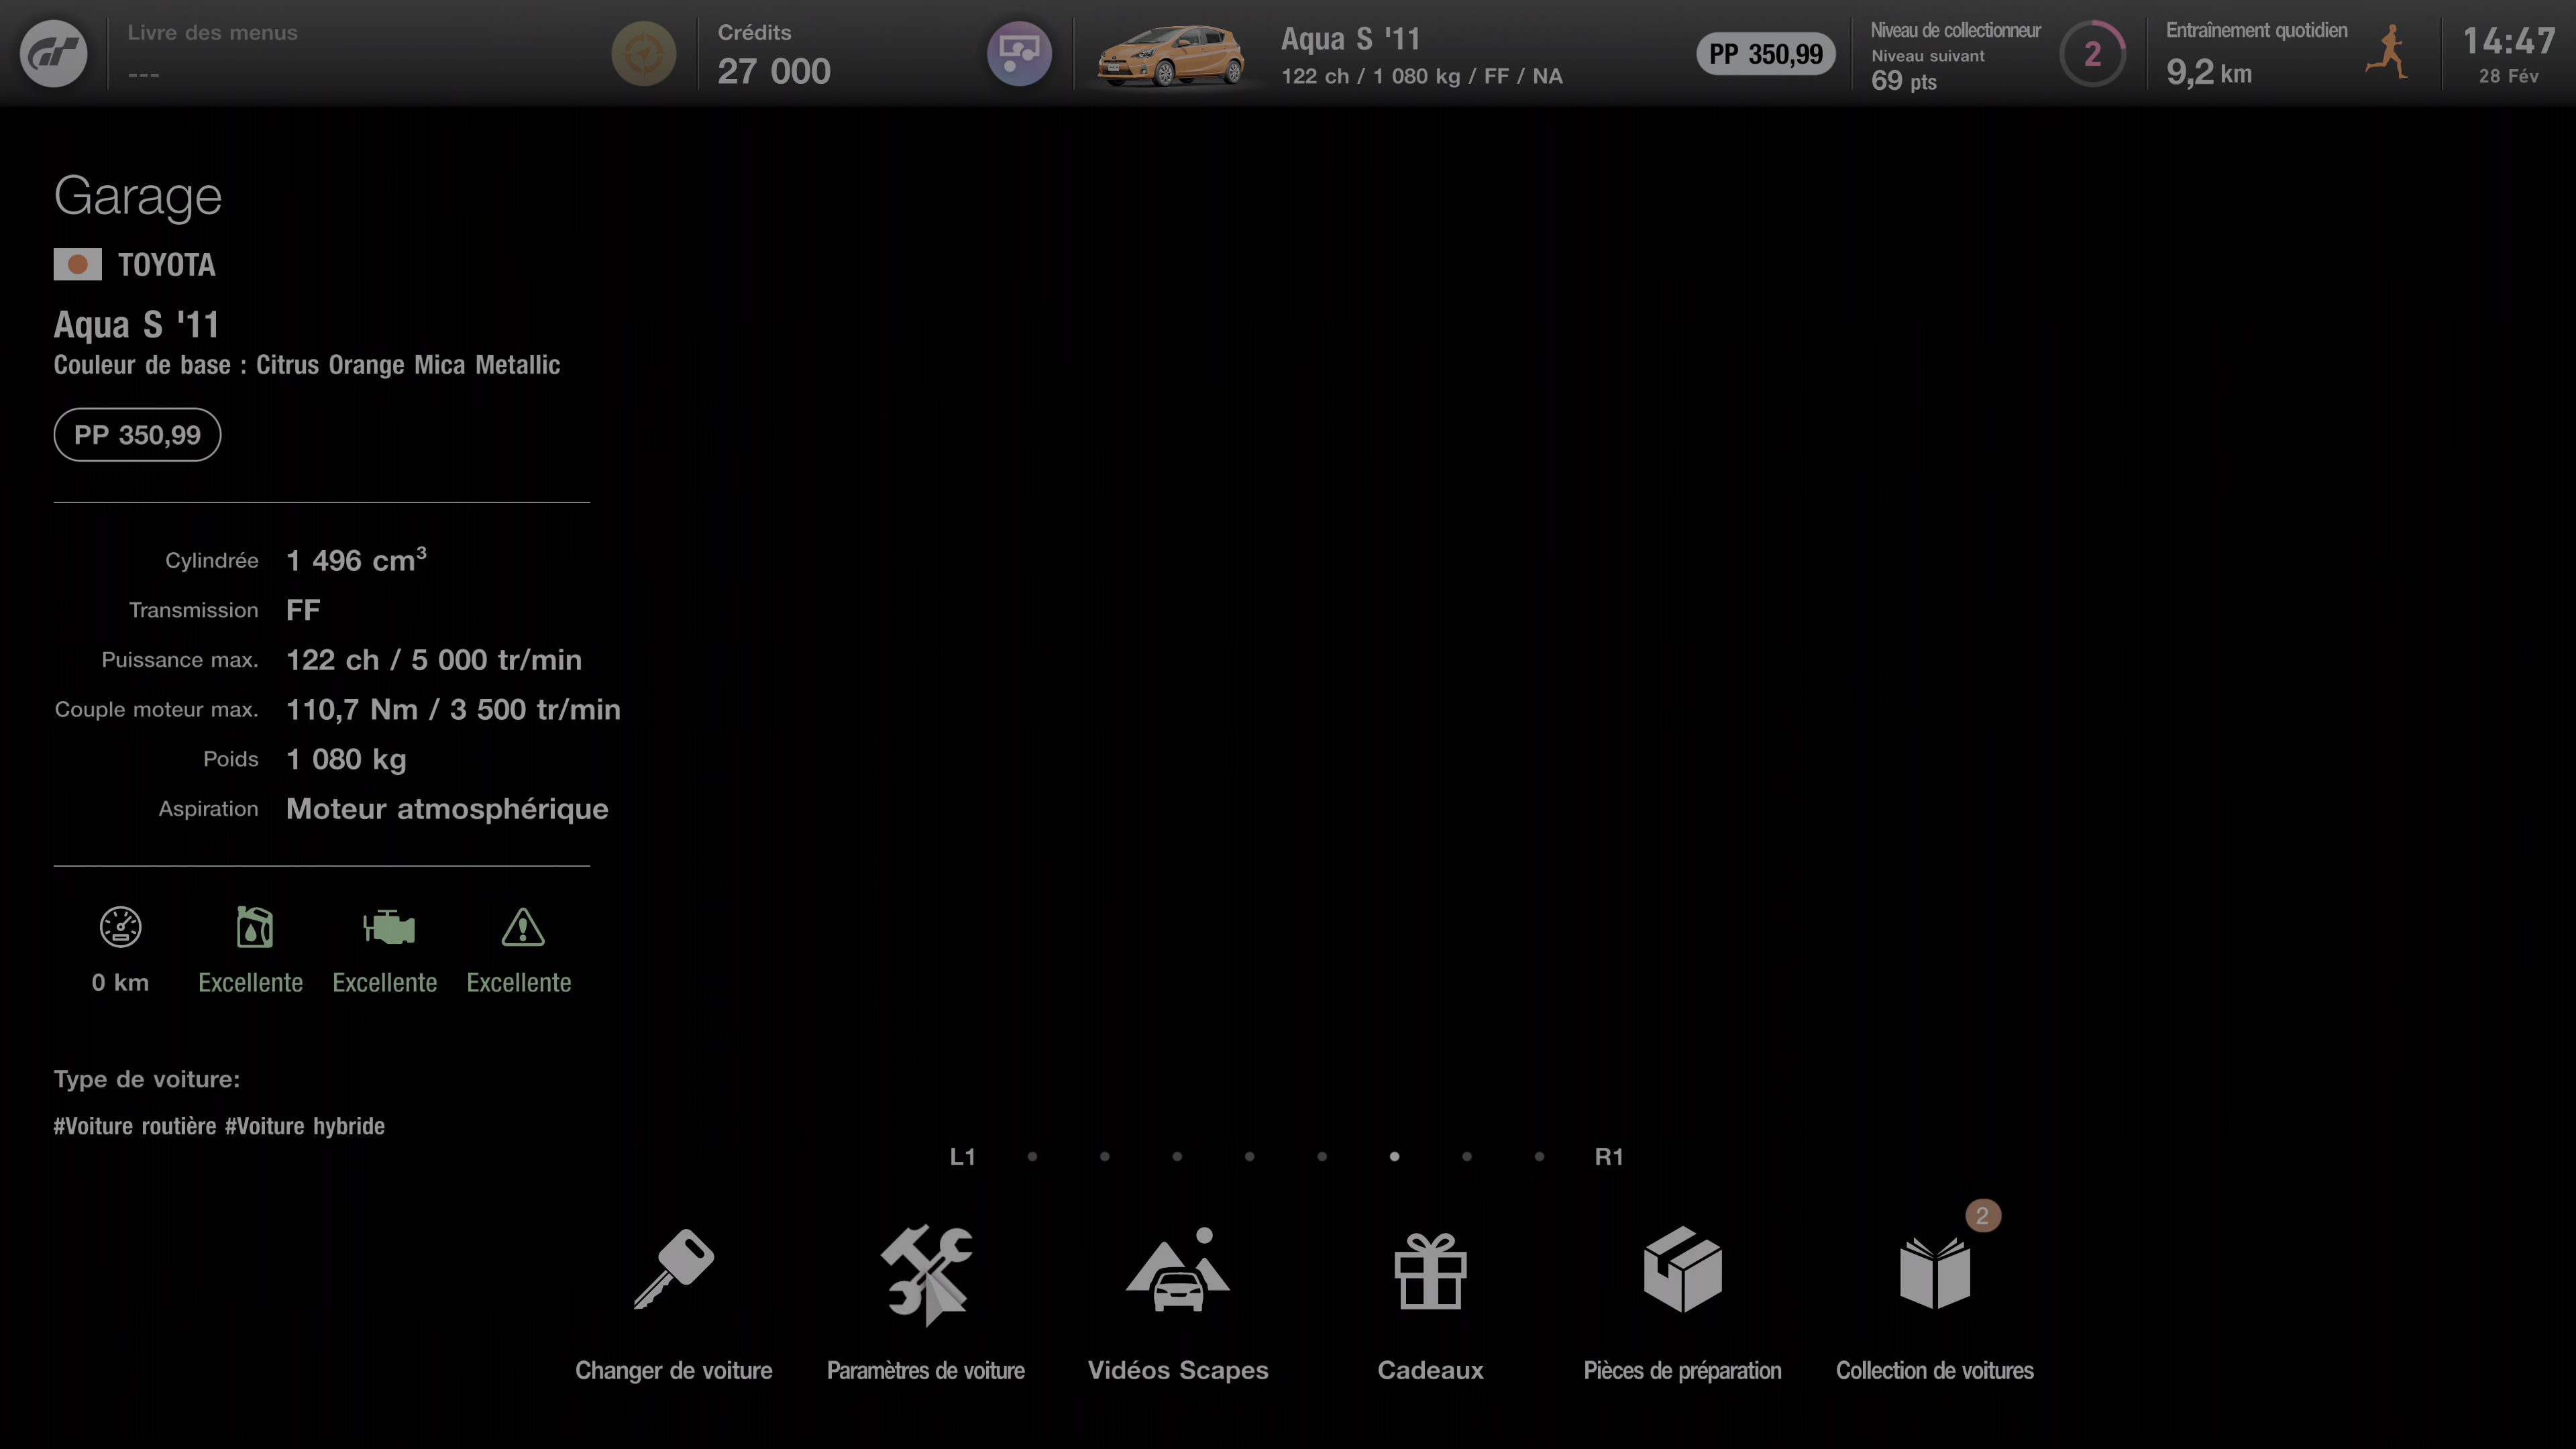 Livre des menus
---
Crédits
27 000
Aqua S '11
122 ch / 1 080 kg / FF / NA
PP 350,99
Niveau de collectionneur
Niveau suivant
69 pts
2
Entraînement quotidien
9,2 km
14:47
28 Fév
Garage
TOYOTA
Aqua S '11
Couleur de base : Citrus Orange Mica Metallic
PP 350,99
Cylindrée 1 496 cm³
Transmission FF
Puissance max. 122 ch / 5 000 tr/min
Couple moteur max. 110,7 Nm / 3 500 tr/min
Poids 1 080 kg
Aspiration Moteur atmosphérique
0 km Excellente Excellente Excellente
Type de voiture:
#Voiture routière #Voiture hybride
L1 R1
2
Changer de voiture Paramètres de voiture Vidéos Scapes Cadeaux Pièces de préparation Collection de voitures